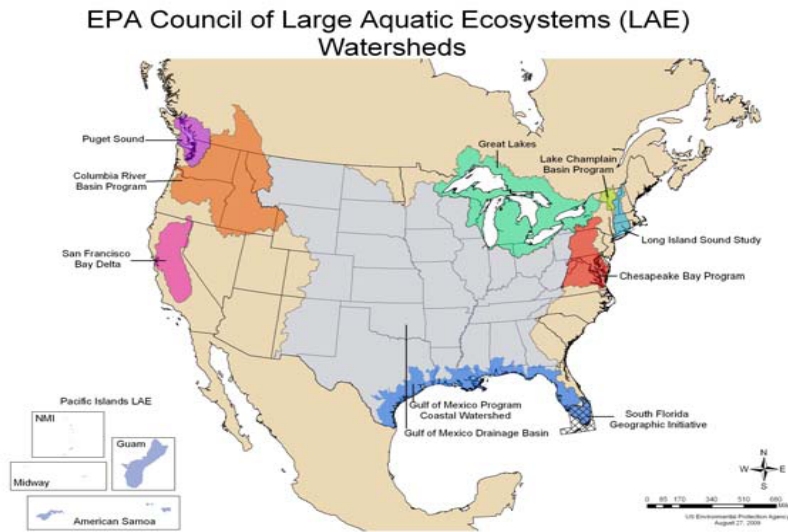 EPA Council of Large Aquatic Ecosystems (LAE)
Watersheds
Puget Sound
Columbia River
Basin Program
San Francisco
Bay Delta
Great Lakes
Lake Champlain
Basin Program
Long Island Sound Study
Chesapeake Bay Program
Gulf of Mexico Program
Coastal Watershed
Gulf of Mexico Drainage Basin
South Florida
Geographic Initiative
Pacific Islands LAE
NMI
Guam
Midway
American Samoa
N
W
E
S
0 85 170 340 510 680
US Environmental Protection Agency
August 27, 2009